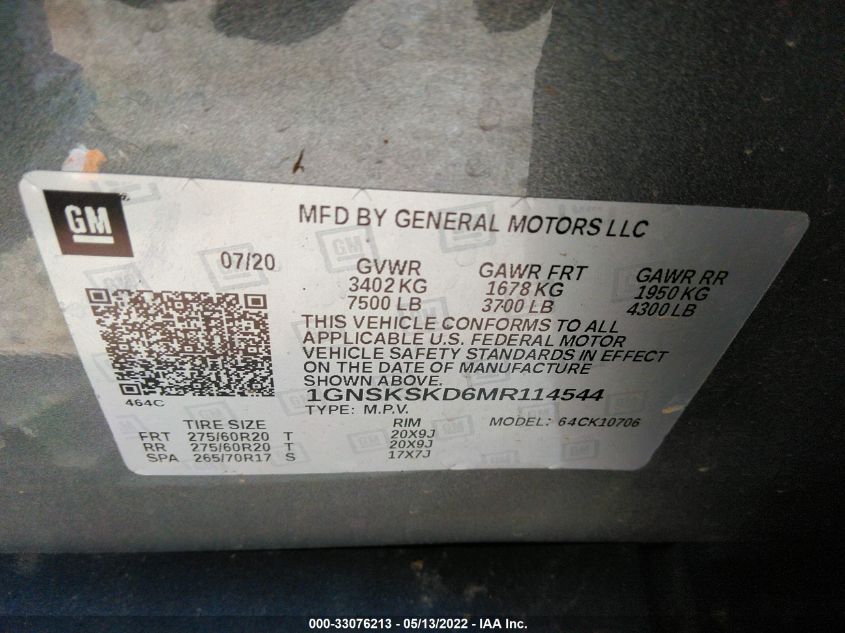 GM
MFD BY GENERAL MOTORS LLC
07/20
GVWR GAWR FRT GAWR RR
3402 KG 1678 KG 1950 KG
7500 LB 3700 LB 4300 LB
THIS VEHICLE CONFORMS TO ALL
APPLICABLE U.S. FEDERAL MOTOR
VEHICLE SAFETY STANDARDS IN EFFECT
ON THE DATE OF MANUFACTURE
SHOWN ABOVE.
464C
1GNSKSKD6MR114544
TYPE: M.P.V. MODEL: 64CK10706
TIRE SIZE RIM
FRT 275/60R20 T 20X9J
RR 275/60R20 T 20X9J
SPA 265/70R17 S 17X7J
000-33076213 - 05/13/2022 - IAA Inc.